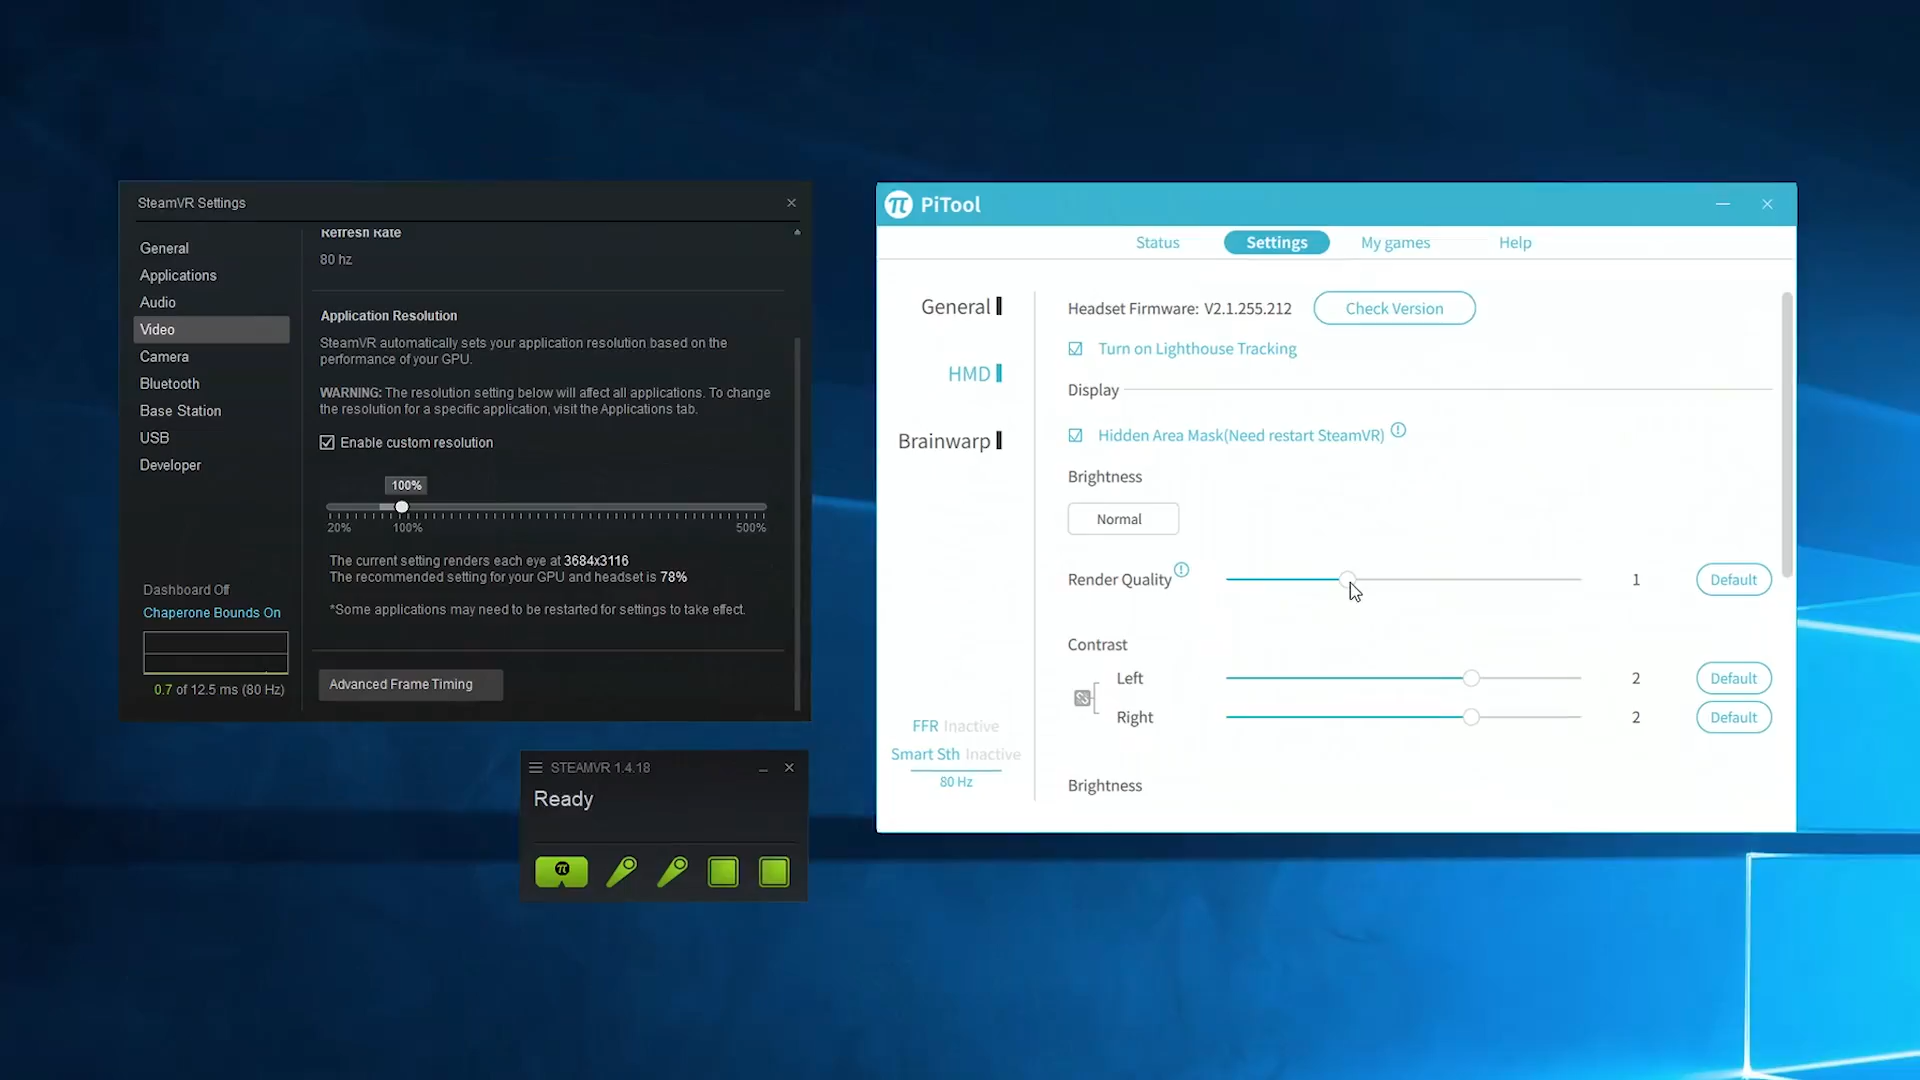 SteamVR Settings
General
Applications
Audio
Video
Camera
Bluetooth
Base Station
USB
Developer
Dashboard Off
Chaperone Bounds On
0.7 of 12.5 ms (80 Hz)
Refresh Rate
80 hz
Application Resolution
SteamVR automatically sets your application resolution based on the
performance of your GPU.
WARNING: The resolution setting below will affect all applications. To change
the resolution for a specific application, visit the Applications tab.
Enable custom resolution
100%
20% 100% 500%
The current setting renders each eye at 3684x3116
The recommended setting for your GPU and headset is 78%
*Some applications may need to be restarted for settings to take effect.
Advanced Frame Timing
STEAMVR 1.4.18
Ready
π
π PiTool
Status Settings My games Help
General
HMD
Brainwarp
FFR Inactive
Smart Sth Inactive
80 Hz
Headset Firmware: V2.1.255.212 Check Version
Turn on Lighthouse Tracking
Display
Hidden Area Mask(Need restart SteamVR)
Brightness
Normal
Render Quality 1 Default
Contrast
Left 2 Default
Right 2 Default
Brightness